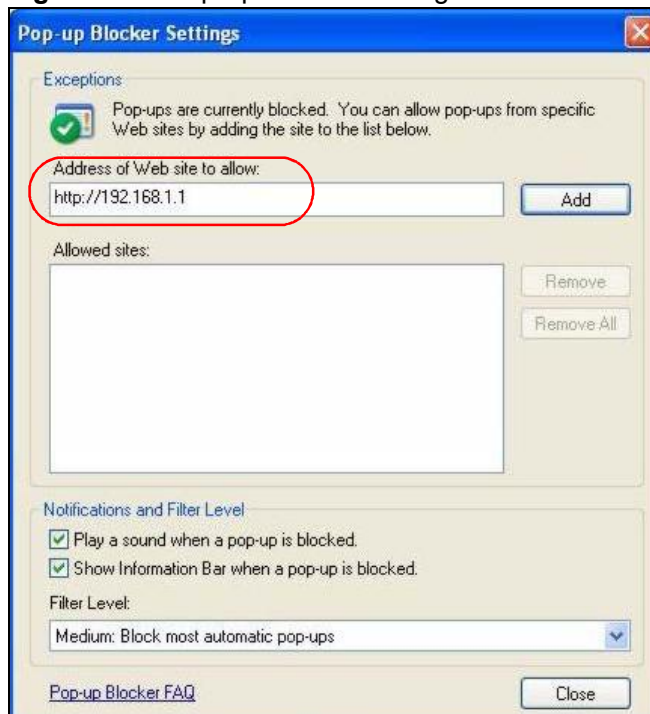 Pop-up Blocker Settings
Exceptions
Pop-ups are currently blocked. You can allow pop-ups from specific
Web sites by adding the site to the list below.
Address of Web site to allow:
http://192.168.1.1
Add
Allowed sites:
Remove
Remove All
Notifications and Filter Level
Play a sound when a pop-up is blocked.
Show Information Bar when a pop-up is blocked.
Filter Level:
Medium: Block most automatic pop-ups
Pop-up Blocker FAQ
Close